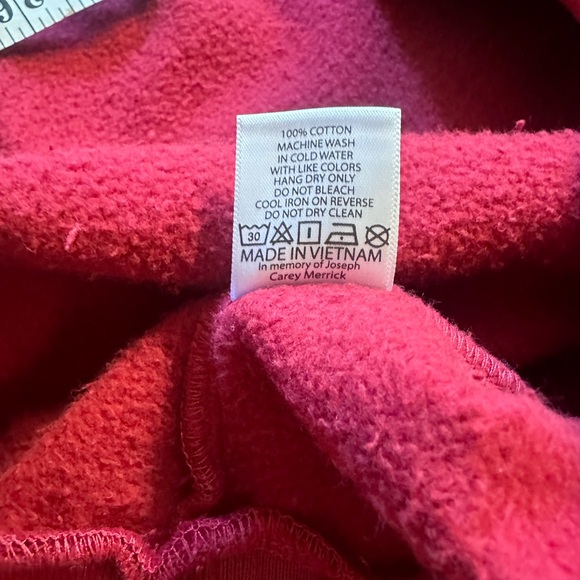 9
100% COTTON
MACHINE WASH
IN COLD WATER
WITH LIKE COLORS
HANG DRY ONLY
DO NOT BLEACH
COOL IRON ON REVERSE
DO NOT DRY CLEAN
30
MADE IN VIETNAM
In memory of Joseph
Carey Merrick